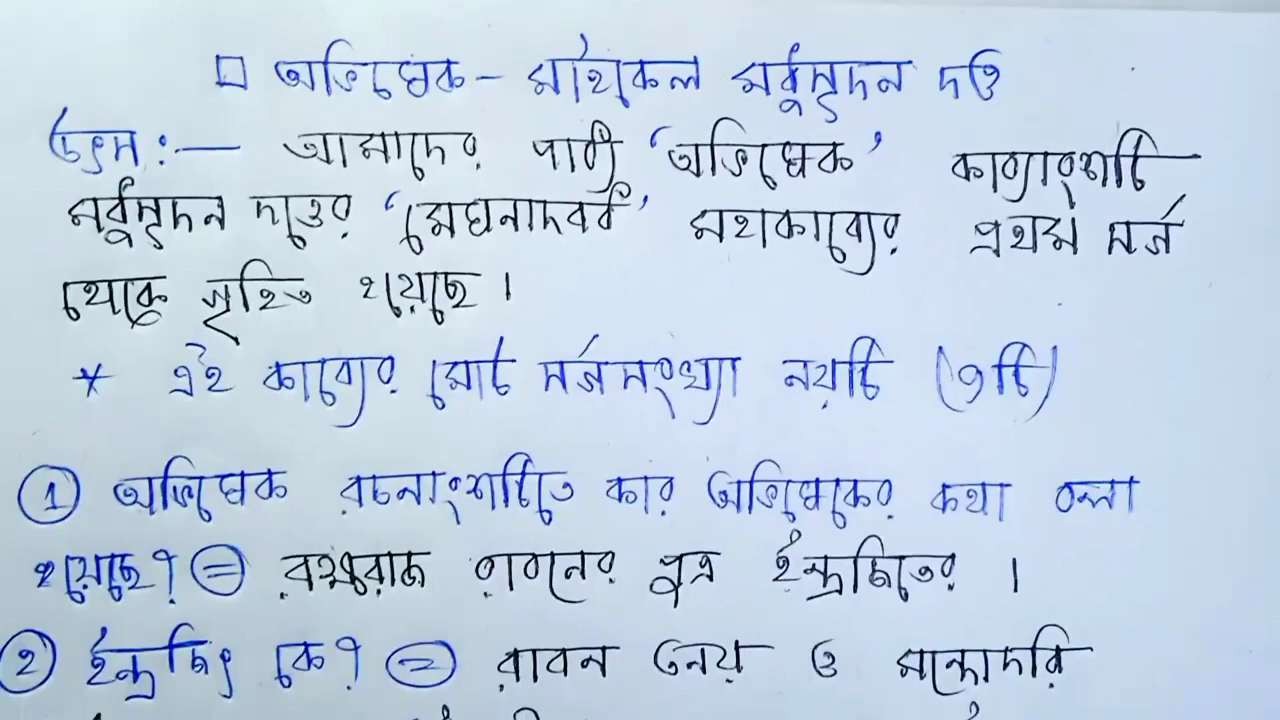 □ অভিষেক - মাইকেল মধুসূদন দত্ত
উৎস :— আমাদের পাঠ্য 'অভিষেক' কাব্যাংশটি
মধুসূদন দত্তের 'মেঘনাদবধ' মহাকাব্যের প্রথম সর্গ
থেকে গৃহিত হয়েছে।
* এই কাব্যের মোট সর্গসংখ্যা নয়টি (৯টি)
① অভিষেক রচনাংশটিতে কার অভিষেকের কথা বলা
হয়েছে? = রক্ষরাজ রাবনের পুত্র ইন্দ্রজিতের।
② ইন্দ্রজিৎ কে? = রাবন তনয় ও মন্দোদরি